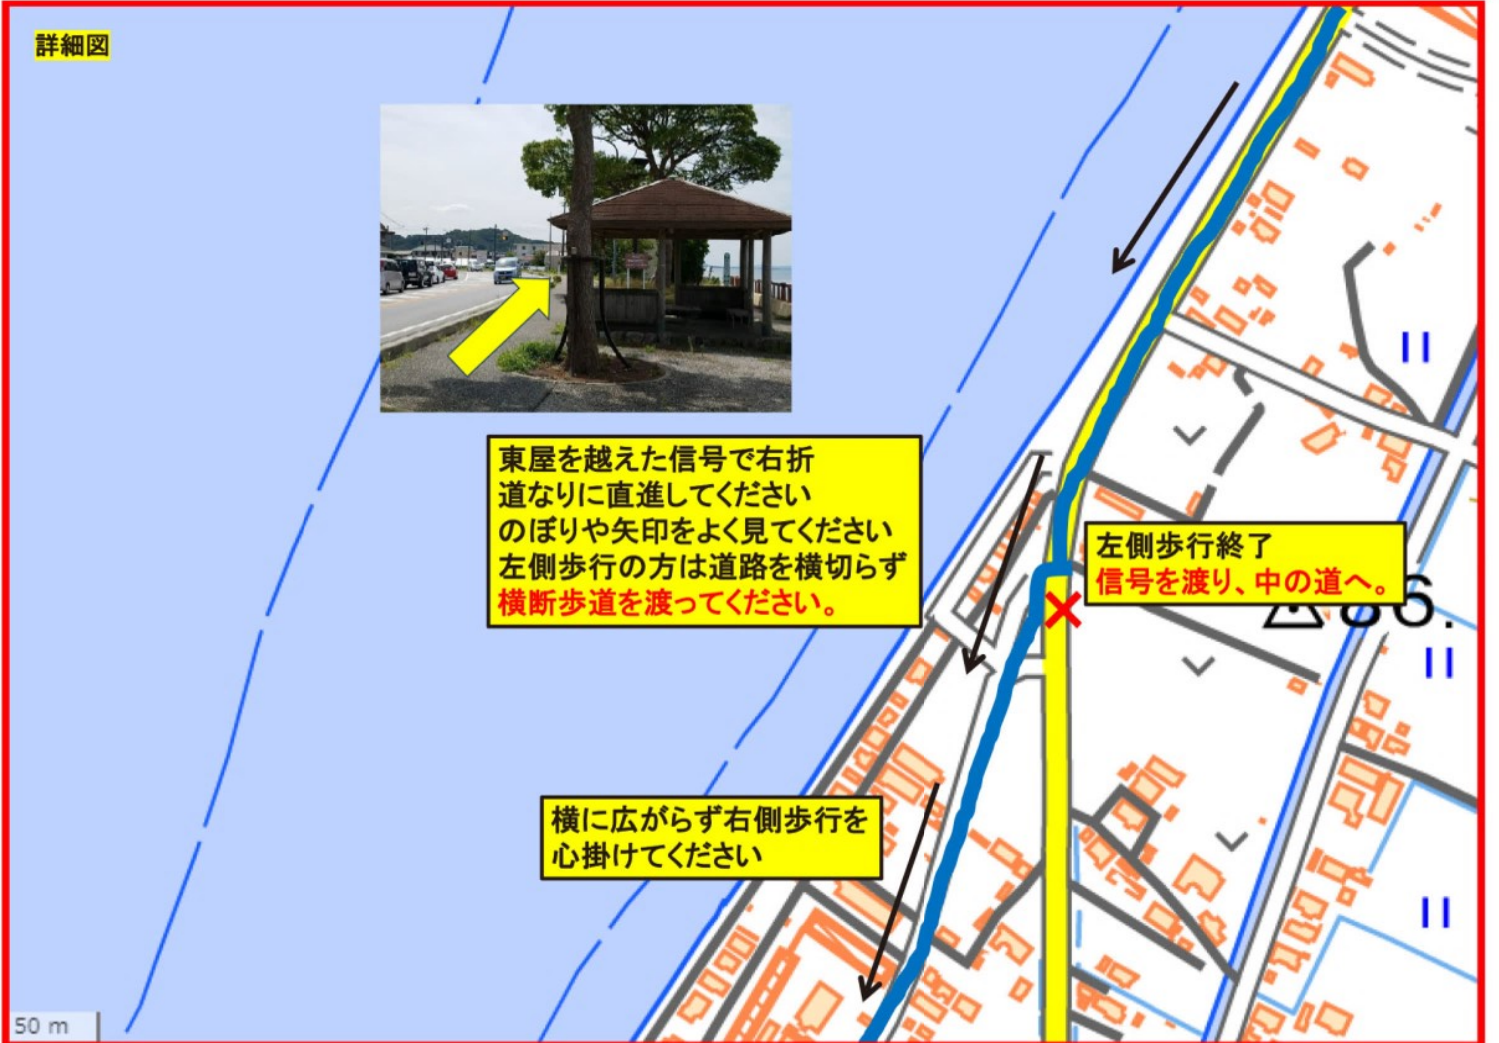 詳細図
東屋を越えた信号で右折
道なりに直進してください
のぼりや矢印をよく見てください
左側歩行の方は道路を横切らず
横断歩道を渡ってください。
左側歩行終了
信号を渡り、中の道へ。
横に広がらず右側歩行を
心掛けてください
50 m